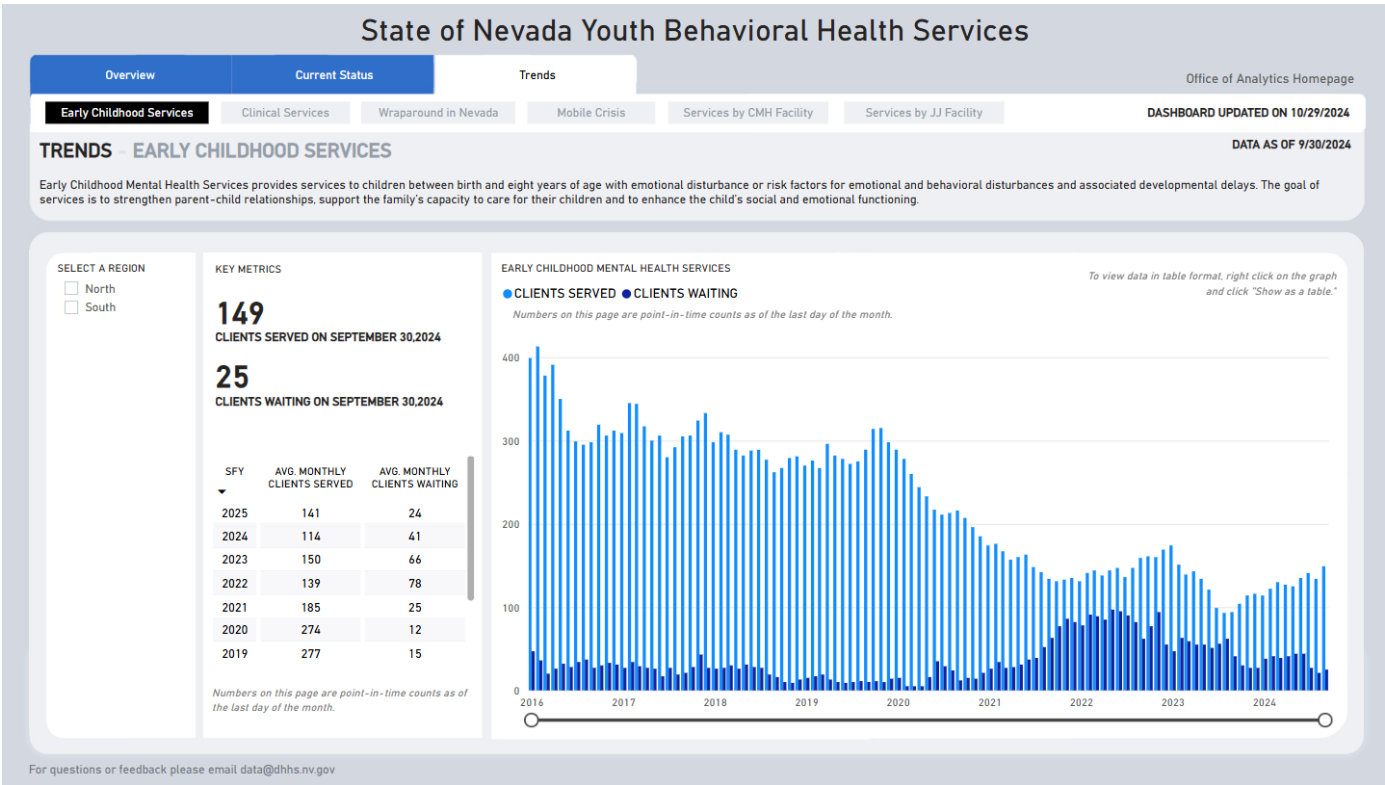 State of Nevada Youth Behavioral Health Services
Overview
Current Status
Trends
Office of Analytics Homepage
Early Childhood Services
Clinical Services
Wraparound in Nevada
Mobile Crisis
Services by CMH Facility
Services by JJ Facility
DASHBOARD UPDATED ON 10/29/2024
TRENDS - EARLY CHILDHOOD SERVICES
DATA AS OF 9/30/2024
Early Childhood Mental Health Services provides services to children between birth and eight years of age with emotional disturbance or risk factors for emotional and behavioral disturbances and associated developmental delays. The goal of
services is to strengthen parent-child relationships, support the family's capacity to care for their children and to enhance the child's social and emotional functioning.
SELECT A REGION
North
South
KEY METRICS
149
CLIENTS SERVED ON SEPTEMBER 30,2024
25
CLIENTS WAITING ON SEPTEMBER 30,2024
SFY AVG. MONTHLY CLIENTS SERVED AVG. MONTHLY CLIENTS WAITING
2025 141 24
2024 114 41
2023 150 66
2022 139 78
2021 185 25
2020 274 12
2019 277 15
Numbers on this page are point-in-time counts as of
the last day of the month.
EARLY CHILDHOOD MENTAL HEALTH SERVICES
CLIENTS SERVED CLIENTS WAITING
Numbers on this page are point-in-time counts as of the last day of the month.
To view data in table format, right click on the graph
and click "Show as a table."
400
300
200
100
0
2016 2017 2018 2019 2020 2021 2022 2023 2024
For questions or feedback please email data@dhhs.nv.gov